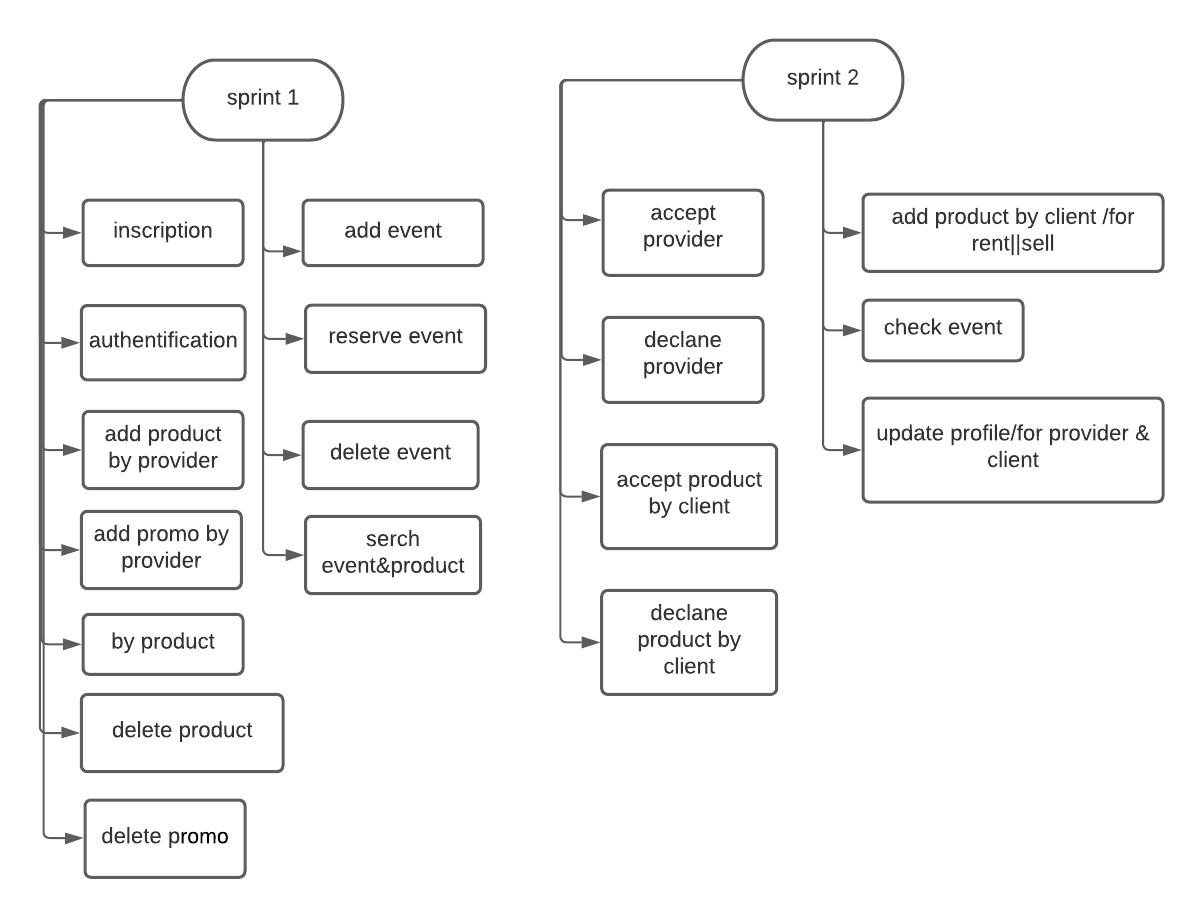 sprint 1
inscription
authentification
add product
by provider
add promo by
provider
by product
delete product
delete promo
add event
reserve event
delete event
serch
event&product
sprint 2
accept
provider
declane
provider
accept product
by client
declane
product by
client
add product by client /for
rent||sell
check event
update profile/for provider &
client